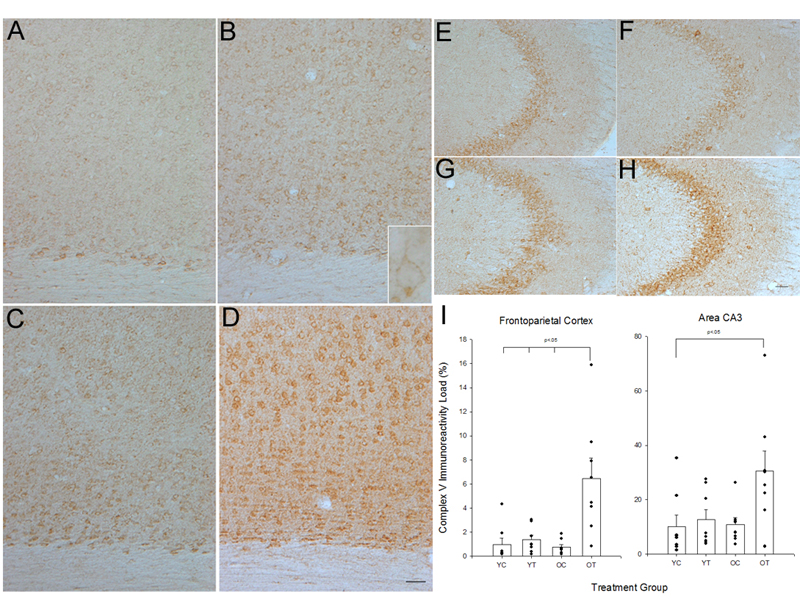 A
B
C
D
E
F
G
H
I
Frontoparietal Cortex
Area CA3
p<.05
p<.05
Complex V Immunoreactivity Load (%)
18
16
14
12
10
8
6
4
2
0
YC YT OC OT
80
60
40
20
0
YC YT OC OT
Treatment Group